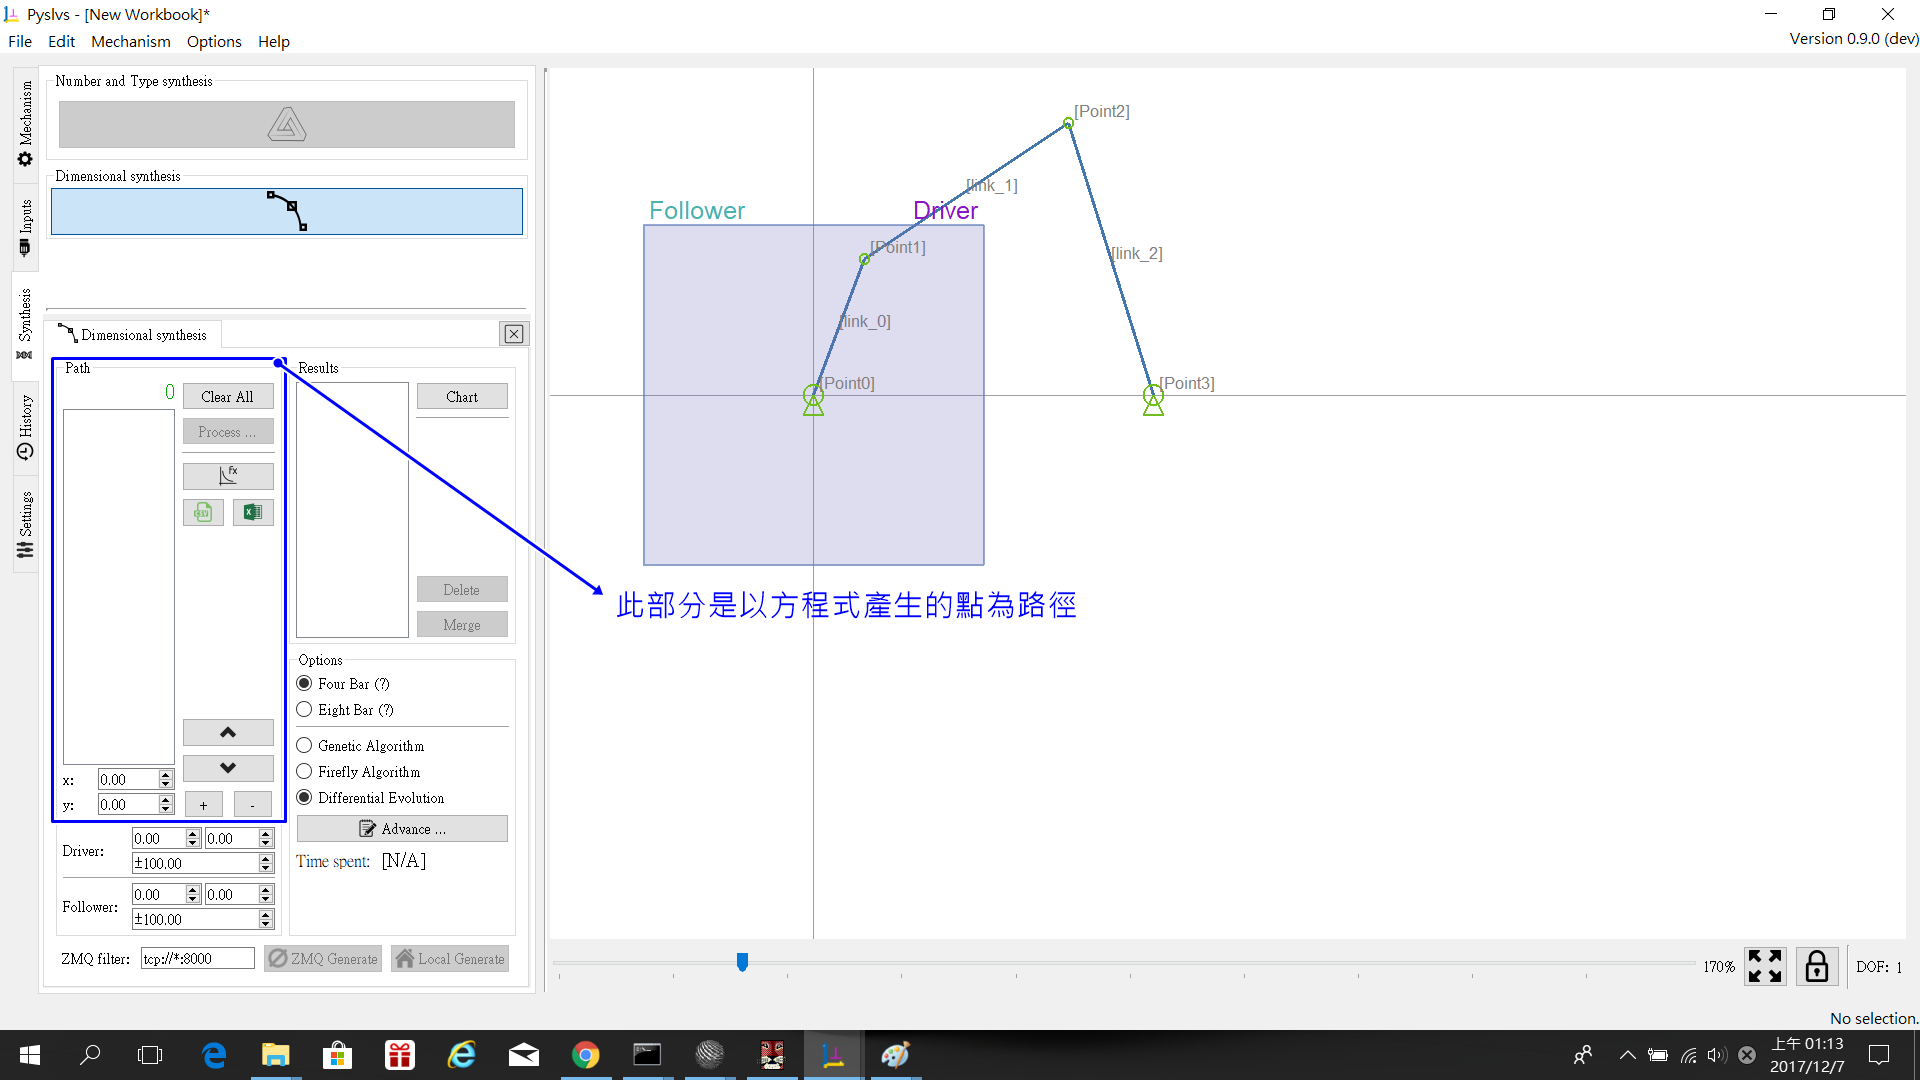 Pyslvs - [New Workbook]*
File Edit Mechanism Options Help
Version 0.9.0 (dev)
Mechanism
Inputs
Synthesis
History
Settings
Number and Type synthesis
Dimensional synthesis
Dimensional synthesis
Path
0
Clear All
Process ...
fx
CSV
x: 0.00
y: 0.00
+ -
Driver: 0.00 0.00
±100.00
Follower: 0.00 0.00
±100.00
Results
Chart
Delete
Merge
Options
Four Bar (?)
Eight Bar (?)
Genetic Algorithm
Firefly Algorithm
Differential Evolution
Advance ...
Time spent: [N/A]
ZMQ filter: tcp://*:8000 ZMQ Generate Local Generate
[Point2]
[link_1]
Follower Driver
[Point1]
[link_2]
[link_0]
[Point0]
[Point3]
此部分是以方程式產生的點為路徑
170%
DOF: 1
No selection.
上午 01:13
2017/12/7